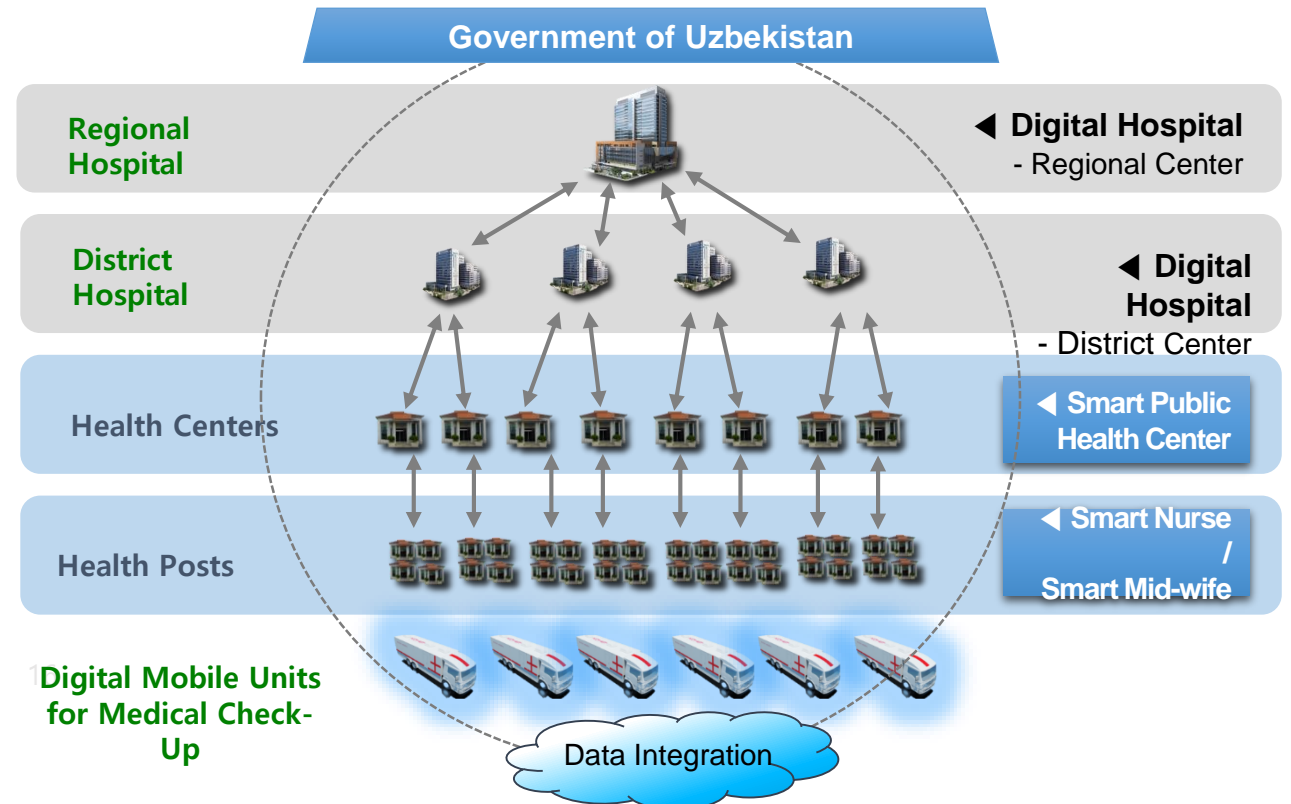 Government of Uzbekistan
Regional
Hospital
◀ Digital Hospital
- Regional Center
District
Hospital
◀ Digital
Hospital
- District Center
Health Centers
◀ Smart Public
Health Center
Health Posts
◀ Smart Nurse
/
Smart Mid-wife
Digital Mobile Units
for Medical Check-
Up
Data Integration